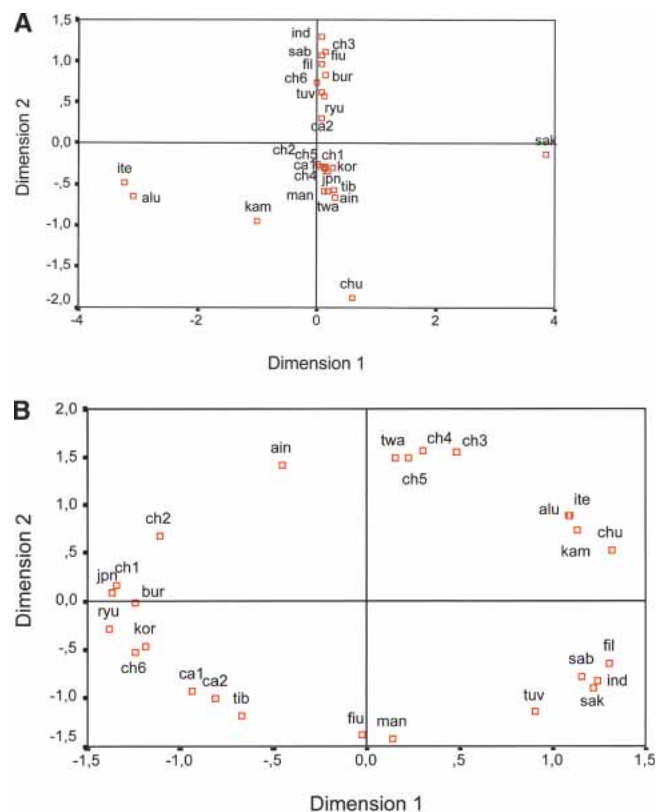 A
1,5
1,0
,5
0,0
-,5
-1,0
-1,5
-2,0
Dimension 2
ind
ch3
sab
fiu
fil
ch6
bur
tuv
ryu
ca2
sak
ch2
ch5
ch1
ca1
kor
ch4
jpn
ite
alu
man
tib
twa
ain
kam
chu
-4
-2
0
2
4
Dimension 1
B
2,0
1,5
1,0
,5
0,0
-,5
-1,0
-1,5
Dimension 2
ain
twa
ch4
ch3
ch5
ch2
alu
ite
chu
kam
jpn
ch1
bur
ryu
kor
ch6
fil
sab
ind
sak
ca1
ca2
tib
tuv
fiu
man
-1,5
-1,0
-,5
0,0
,5
1,0
1,5
Dimension 1